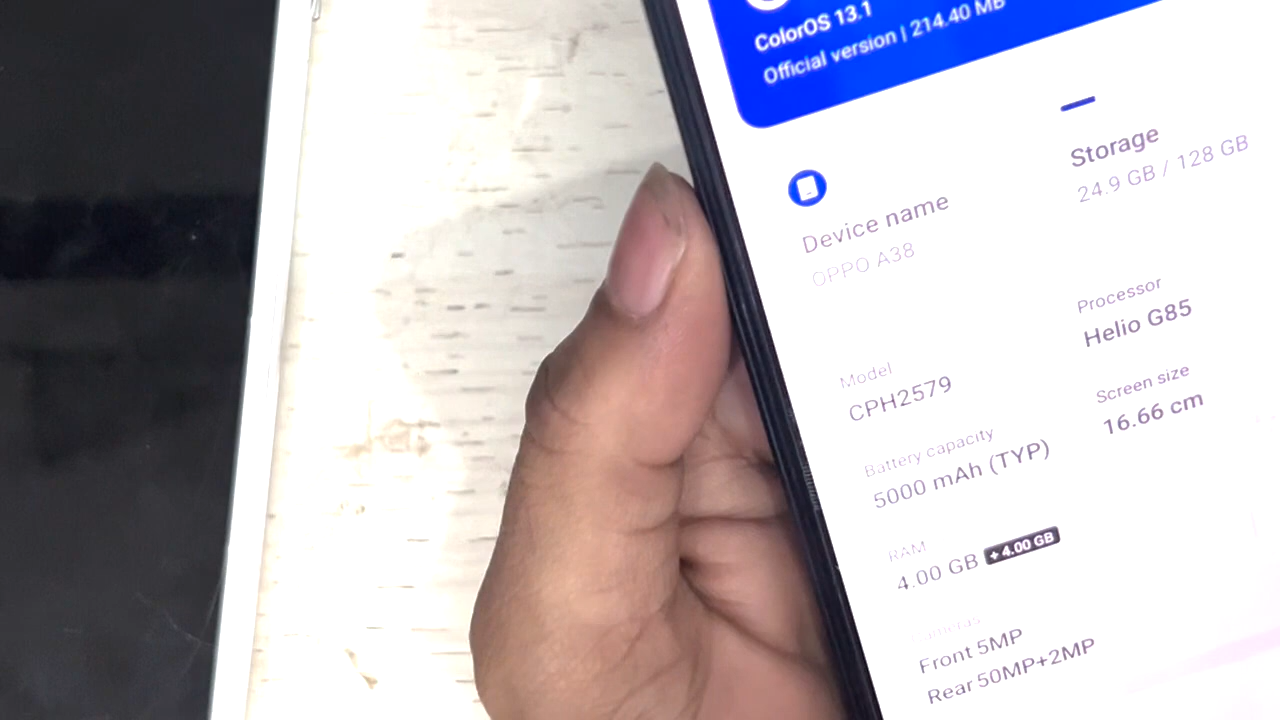 ColorOS 13.1
Official version | 214.40 MB
Device name
OPPO A38
Storage
24.9 GB / 128 GB
Processor
Helio G85
Model
CPH2579
Screen size
16.66 cm
Battery capacity
5000 mAh (TYP)
RAM
4.00 GB + 4.00 GB
Cameras
Front 5MP
Rear 50MP+2MP